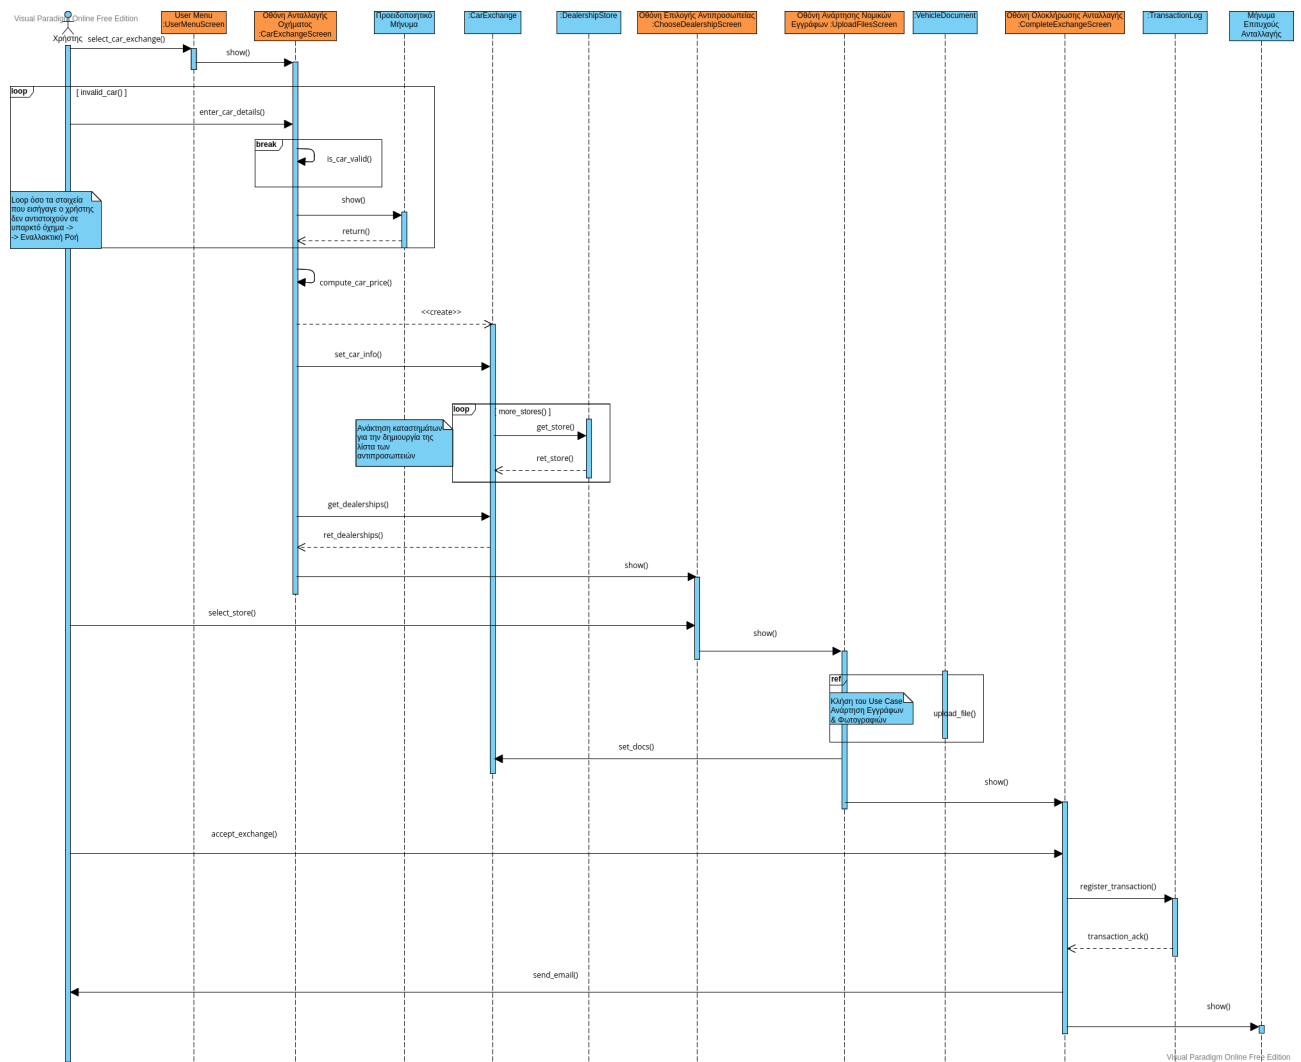 Visual Paradigm Online Free Edition
Χρήστης
User Menu
:UserMenuScreen
Οθόνη Ανταλλαγής
Οχήματος
:CarExchangeScreen
Προειδοποιητικό
Μήνυμα
:CarExchange
:DealershipStore
Οθόνη Επιλογής Αντιπροσωπείας
:ChooseDealershipScreen
Οθόνη Ανάρτησης Νομικών
Εγγράφων :UploadFilesScreen
:VehicleDocument
Οθόνη Ολοκλήρωσης Ανταλλαγής
:CompleteExchangeScreen
:TransactionLog
Μήνυμα
Επιτυχούς
Ανταλλαγής
select_car_exchange()
show()
loop
[ invalid_car() ]
enter_car_details()
break
is_car_valid()
show()
Loop όσο τα στοιχεία
που εισήγαγε ο χρήστης
δεν αντιστοιχούν σε
υπαρκτό όχημα ->
-> Εναλλακτική Ροή
return()
compute_car_price()
<<create>>
set_car_info()
loop
[ more_stores() ]
Ανάκτηση καταστημάτων
για την δημιουργία της
λίστα των
αντιπροσωπειών
get_store()
ret_store()
get_dealerships()
ret_dealerships()
show()
select_store()
show()
ref
Κλήση του Use Case
Ανάρτηση Εγγράφων
& Φωτογραφιών
upload_file()
set_docs()
show()
accept_exchange()
register_transaction()
transaction_ack()
send_email()
show()
Visual Paradigm Online Free Edition